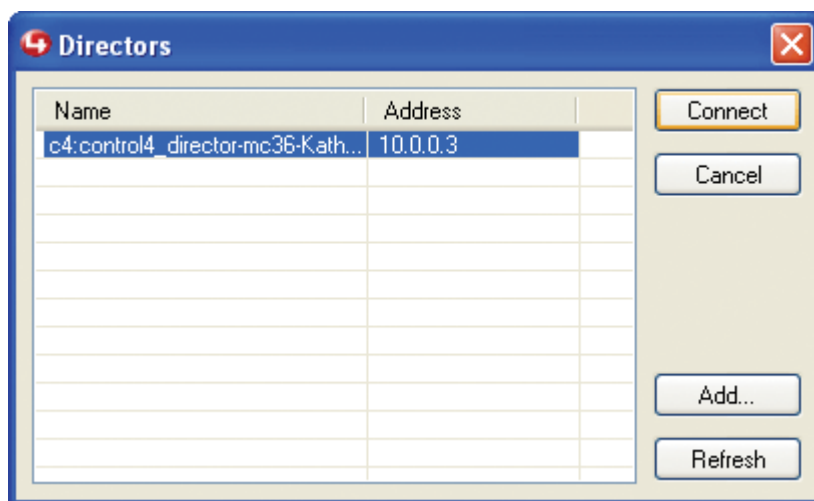 Directors
Name Address
c4:control4_director-mc36-Kath... 10.0.0.3
Connect
Cancel
Add...
Refresh